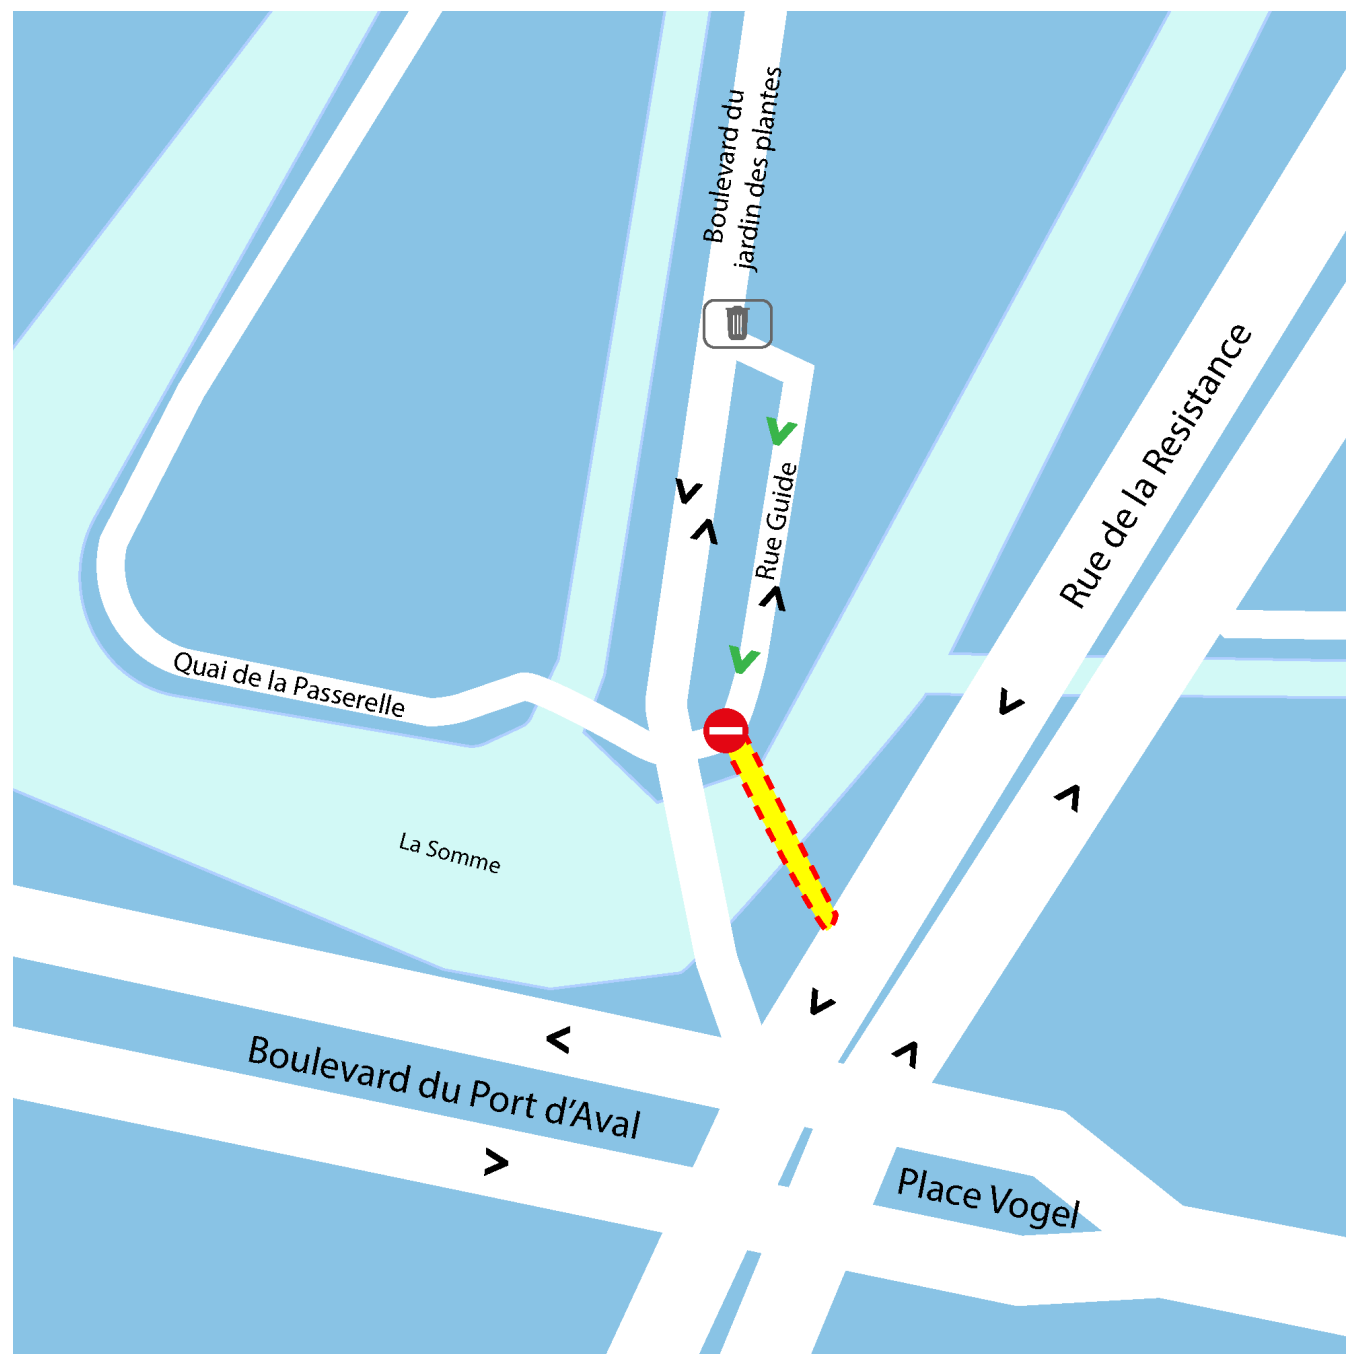 Boulevard du
jardin des plantes
Rue de la Resistance
Rue Guide
Quai de la Passerelle
La Somme
Boulevard du Port d’Aval
Place Vogel